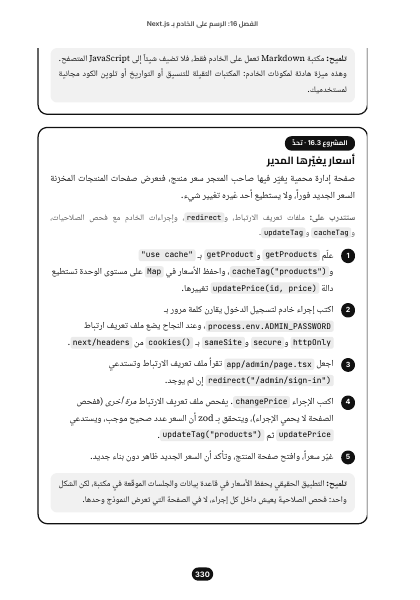 الفصل 16: الرسم على الخادم بـ Next.js
تلميح: مكتبة Markdown تعمل على الخادم فقط، فلا تضيف شيئاً إلى JavaScript المتصفح.
وهذه ميزة هادئة لمكونات الخادم: المكتبات الثقيلة للتنسيق أو التواريخ أو تلوين الكود مجانية
لمستخدميك.
المشروع 16.3 · تحدٍّ
أسعار يغيّرها المدير
صفحة إدارة محمية يغيّر فيها صاحب المتجر سعر منتج، فتعرض صفحات المنتجات المخزنة
السعر الجديد فوراً، ولا يستطيع أحد غيره تغيير شيء.
ستتدرب على: ملفات تعريف الارتباط، و redirect، وإجراءات الخادم مع فحص الصلاحيات،
و cacheTag و updateTag.
1 علّم getProducts و getProduct بـ "use cache"
و cacheTag("products")، واحفظ الأسعار في Map على مستوى الوحدة تستطيع
دالة updatePrice(id, price) تغييرها.
2 اكتب إجراء خادم لتسجيل الدخول يقارن كلمة مرور بـ
process.env.ADMIN_PASSWORD، وعند النجاح يضع ملف تعريف ارتباط
httpOnly و secure و sameSite بـ cookies() من next/headers.
3 اجعل app/admin/page.tsx تقرأ ملف تعريف الارتباط وتستدعي
redirect("/admin/sign-in") إن لم يوجد.
4 اكتب الإجراء changePrice. يفحص ملف تعريف الارتباط مرة أخرى (ففحص
الصفحة لا يحمي الإجراء)، ويتحقق بـ zod أن السعر عدد صحيح موجب، ويستدعي
updatePrice ثم updateTag("products").
5 غيّر سعراً، وافتح صفحة المنتج، وتأكد أن السعر الجديد ظاهر دون بناء جديد.
تلميح: التطبيق الحقيقي يحفظ الأسعار في قاعدة بيانات والجلسات الموقّعة في مكتبة، لكن الشكل
واحد: فحص الصلاحية يعيش داخل كل إجراء، لا في الصفحة التي تعرض النموذج وحدها.
330